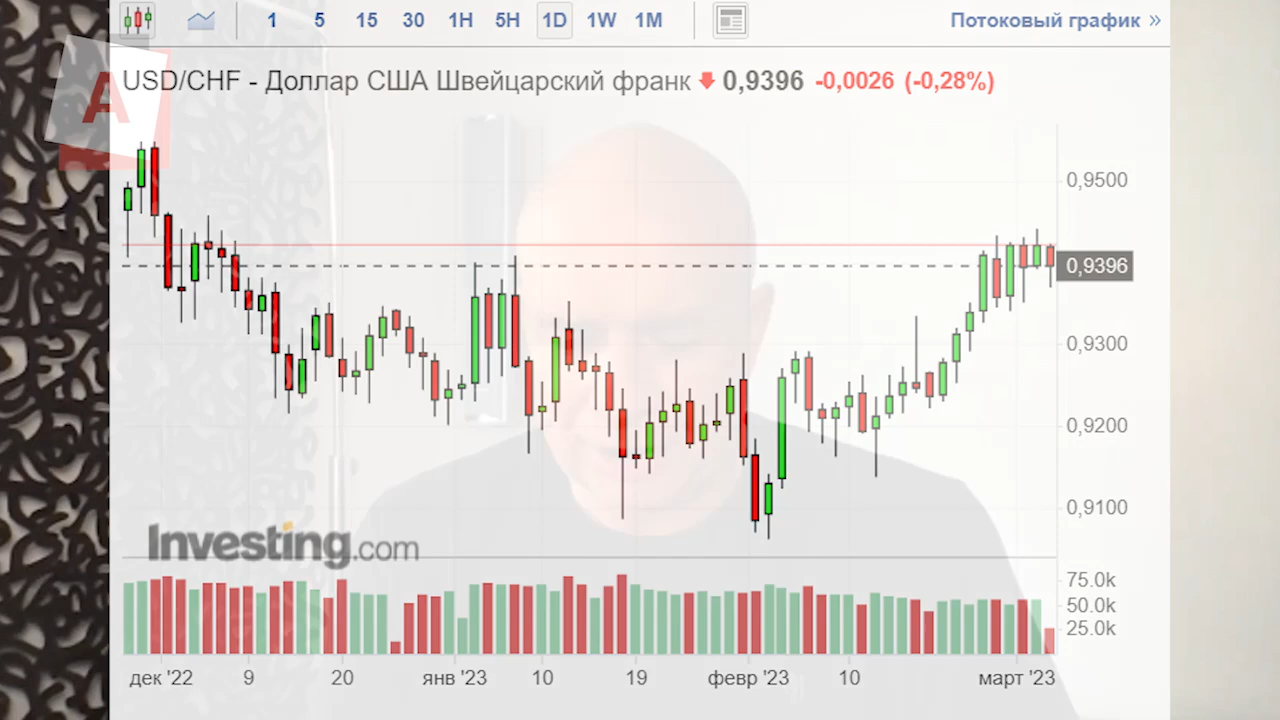 1 5 15 30 1H 5H 1D 1W 1M Потоковый график »
A
USD/CHF - Доллар США Швейцарский франк 0,9396 -0,0026 (-0,28%)
0,9500
0,9396
0,9300
0,9200
0,9100
Investing.com
75.0k
50.0k
25.0k
дек '22 9 20 янв '23 10 19 февр '23 10 март '23